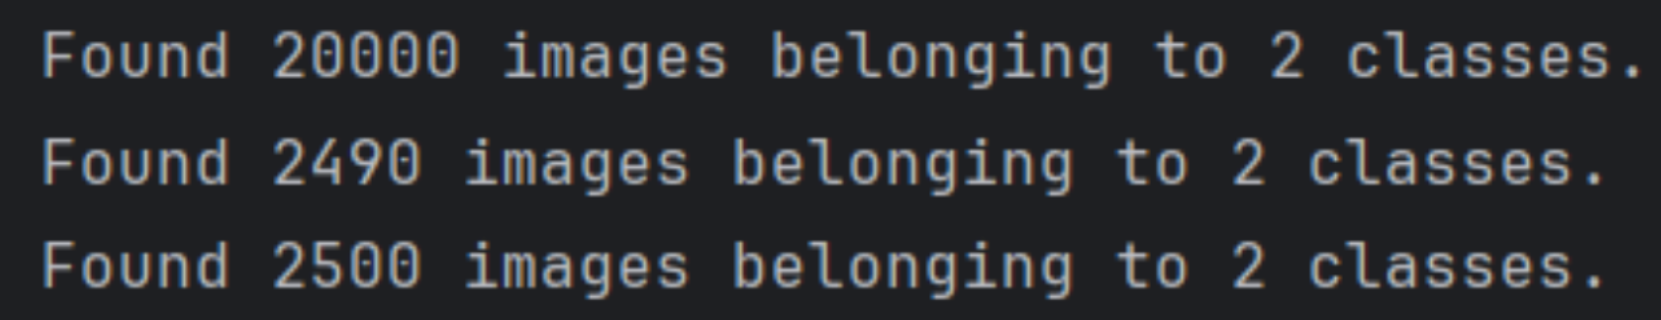 Found 20000 images belonging to 2 classes.
Found 2490 images belonging to 2 classes.
Found 2500 images belonging to 2 classes.